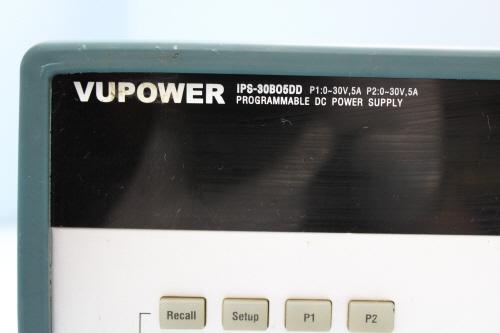 VUPOWER IPS-30B05DD P1:0-30V,5A P2:0-30V,5A
PROGRAMMABLE DC POWER SUPPLY
Recall Setup P1 P2